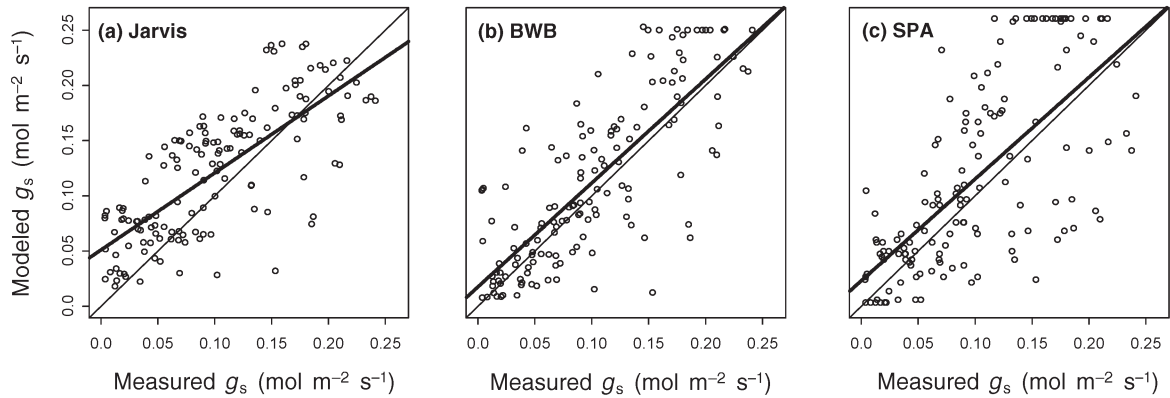 (a) Jarvis
(b) BWB
(c) SPA
Modeled gs (mol m−2 s−1)
0.25
0.20
0.15
0.10
0.05
0.0
0.0 0.05 0.10 0.15 0.20 0.25
0.0 0.05 0.10 0.15 0.20 0.25
0.0 0.05 0.10 0.15 0.20 0.25
Measured gs (mol m−2 s−1)
Measured gs (mol m−2 s−1)
Measured gs (mol m−2 s−1)